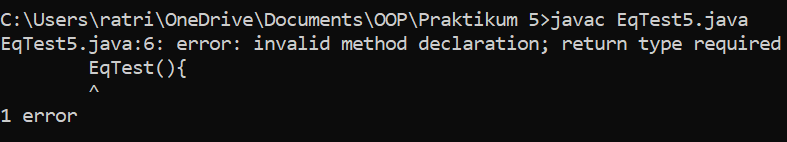 C:\Users\ratri\OneDrive\Documents\OOP\Praktikum 5>javac EqTest5.java
EqTest5.java:6: error: invalid method declaration; return type required
        EqTest(){
        ^
1 error